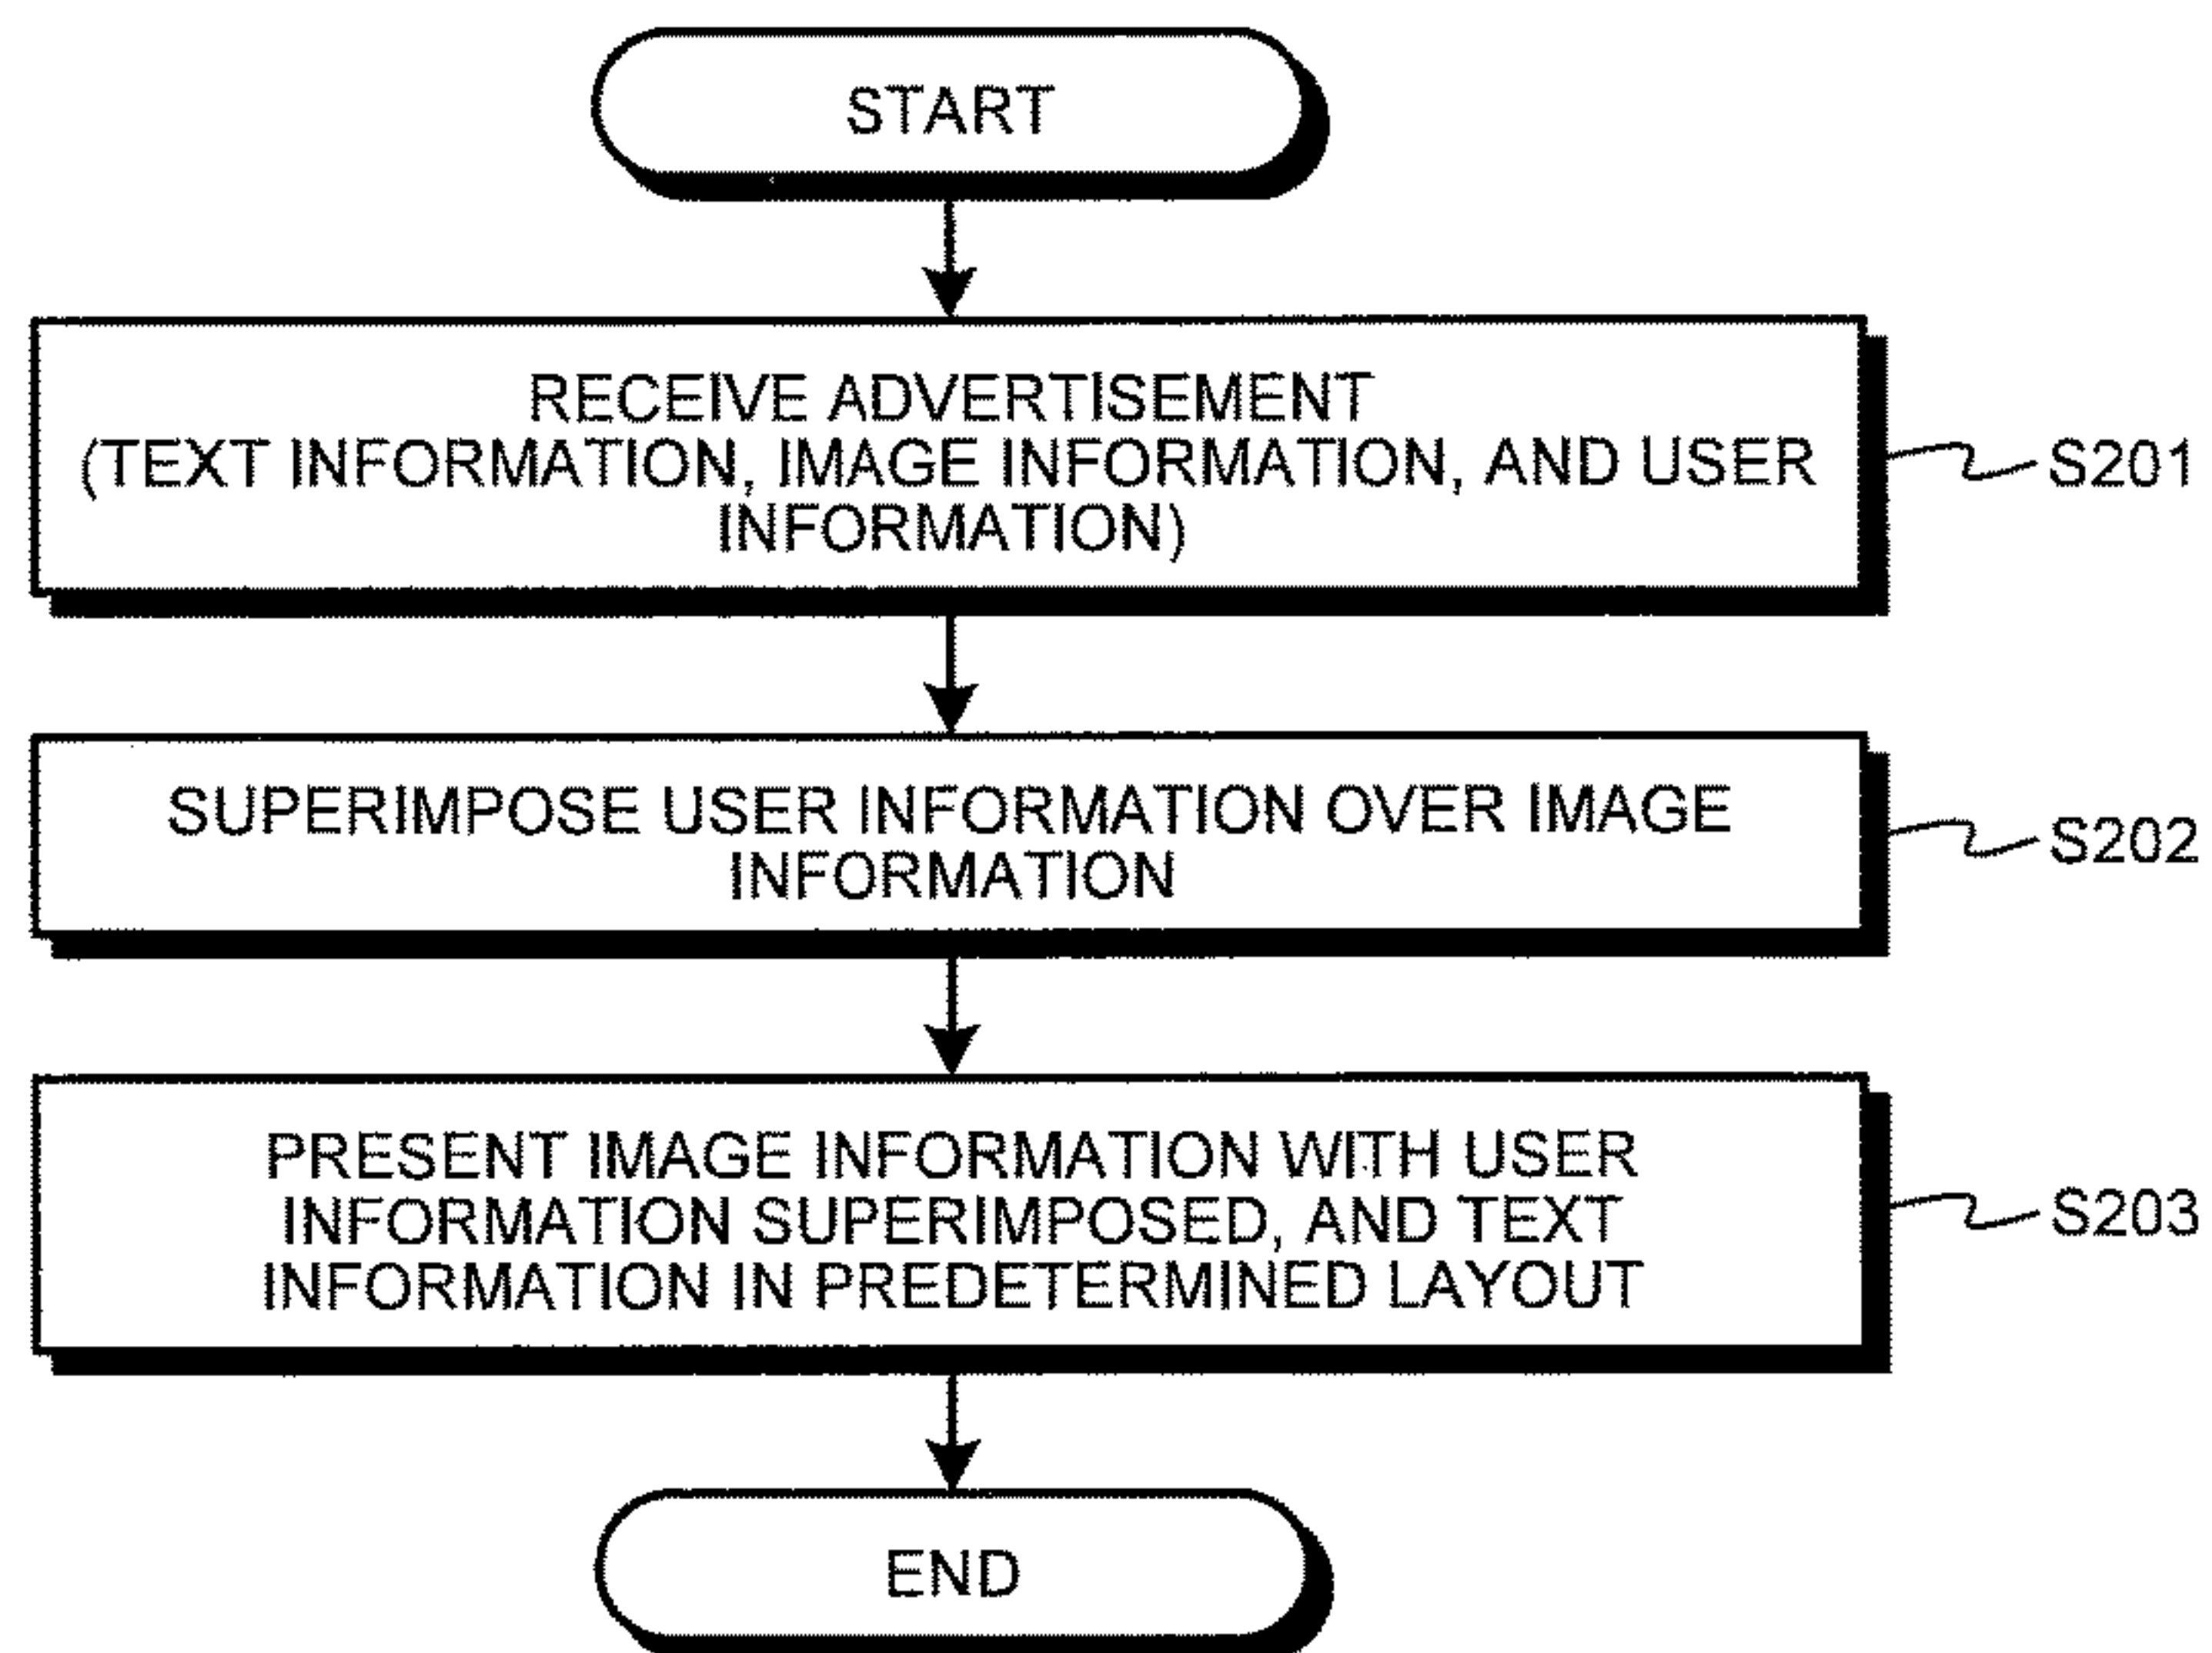 START
RECEIVE ADVERTISEMENT
(TEXT INFORMATION, IMAGE INFORMATION, AND USER
INFORMATION)
S201
SUPERIMPOSE USER INFORMATION OVER IMAGE
INFORMATION
S202
PRESENT IMAGE INFORMATION WITH USER
INFORMATION SUPERIMPOSED, AND TEXT
INFORMATION IN PREDETERMINED LAYOUT
S203
END